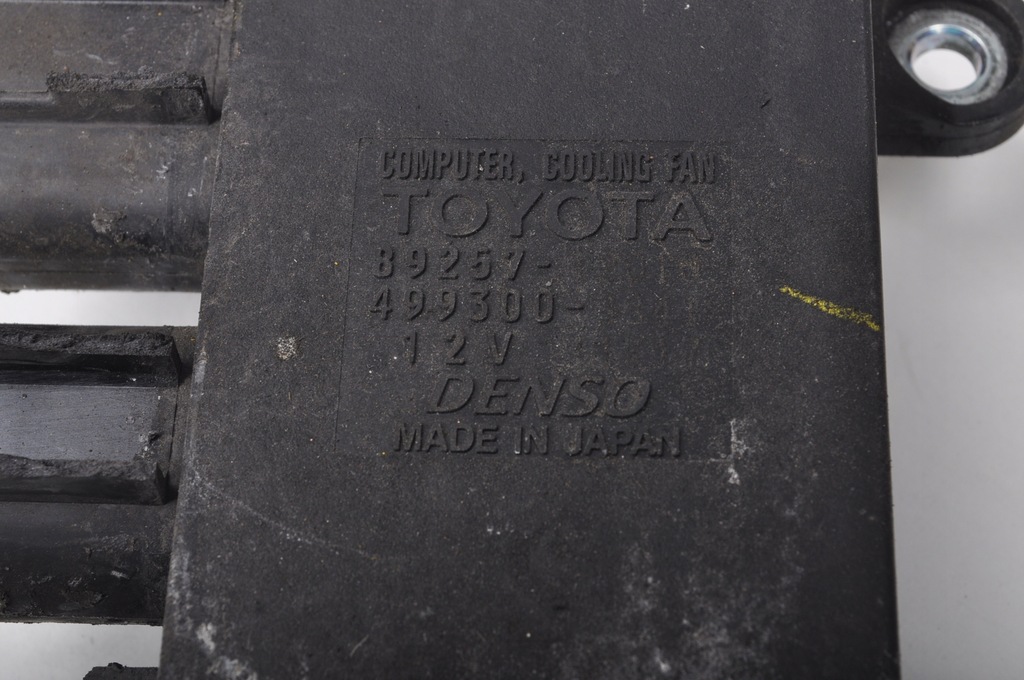 COMPUTER, COOLING FAN
TOYOTA
89257-
499300-
12V
DENSO
MADE IN JAPAN